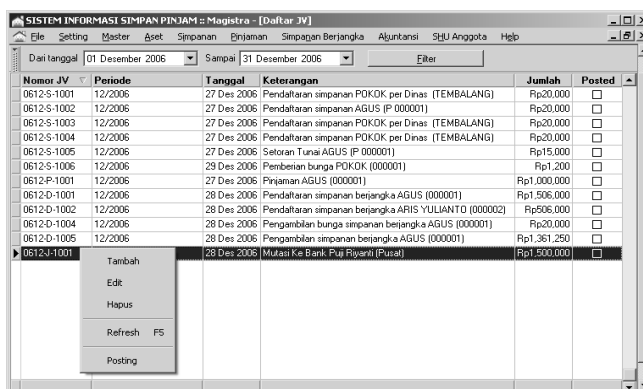 SISTEM INFORMASI SIMPAN PINJAM :: Magistra - [Daftar JV]
File Setting Master Aset Simpanan Pinjaman Simpanan Berjangka Akuntansi SHU Anggota Help
Dari tanggal 01 Desember 2006 Sampai 31 Desember 2006 Filter
Nomor JV Periode Tanggal Keterangan Jumlah Posted
0612-S-1001 12/2006 27 Des 2006 Pendaftaran simpanan POKOK per Dinas (TEMBALANG) Rp20,000
0612-S-1002 12/2006 27 Des 2006 Pendaftaran simpanan AGUS (P 000001) Rp20,000
0612-S-1003 12/2006 27 Des 2006 Pendaftaran simpanan POKOK per Dinas (TEMBALANG) Rp20,000
0612-S-1004 12/2006 27 Des 2006 Pendaftaran simpanan POKOK per Dinas (TEMBALANG) Rp20,000
0612-S-1005 12/2006 27 Des 2006 Setoran Tunai AGUS (P 000001) Rp15,000
0612-S-1006 12/2006 29 Des 2006 Pemberian bunga POKOK (000001) Rp1,200
0612-P-1001 12/2006 27 Des 2006 Pinjaman AGUS (000001) Rp1,000,000
0612-D-1001 12/2006 28 Des 2006 Pendaftaran simpanan berjangka AGUS (000001) Rp1,506,000
0612-D-1002 12/2006 28 Des 2006 Pendaftaran simpanan berjangka ARIS YULIANTO (000002) Rp506,000
0612-D-1004 12/2006 28 Des 2006 Pengambilan bunga simpanan berjangka AGUS (000001) Rp20,000
0612-D-1005 12/2006 28 Des 2006 Pengambilan simpanan berjangka AGUS (000001) Rp1,361,250
0612-J-1001 28 Des 2006 Mutasi Ke Bank Puji Riyanti (Pusat) Rp1,500,000
Tambah
Edit
Hapus
Refresh F5
Posting